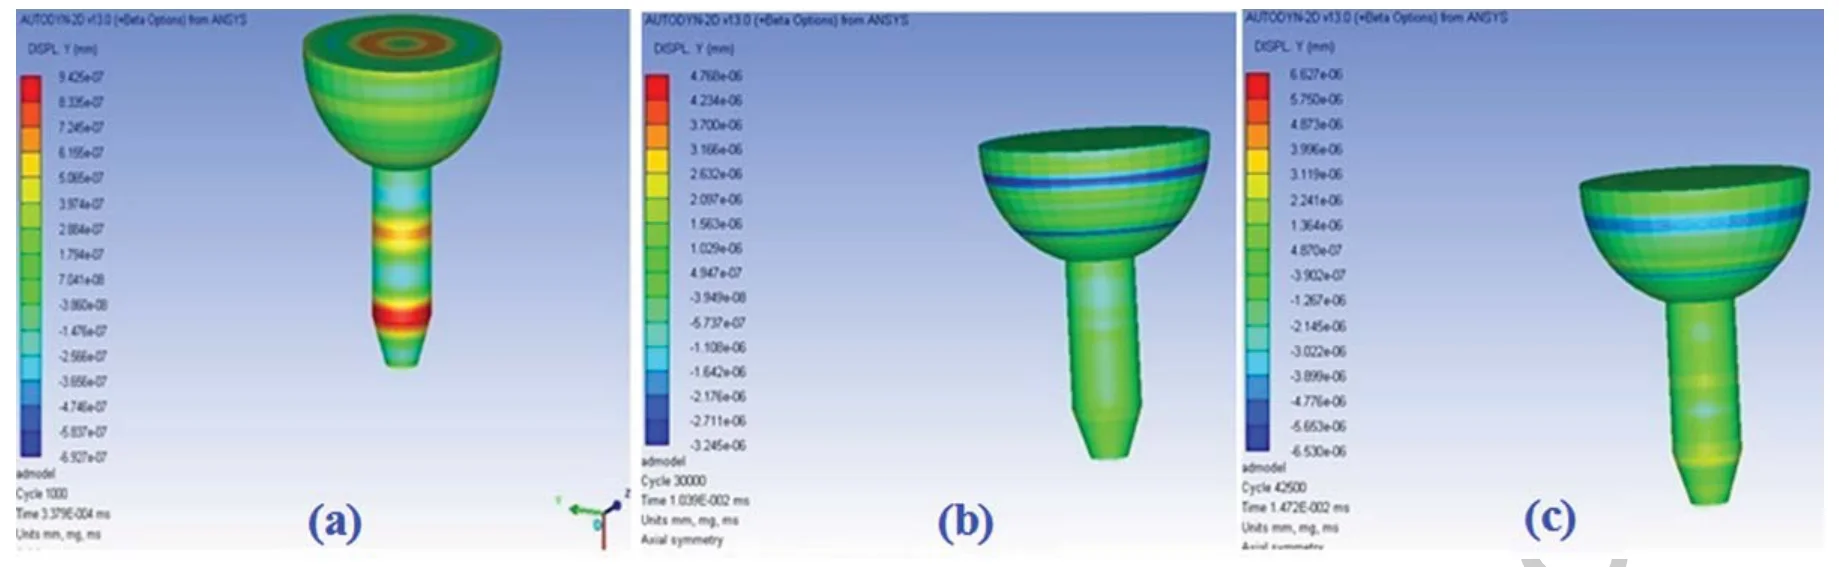 AUTODYN-2D v13.0 (+Beta Options) from ANSYS
DISPL. Y (mm)
9.425e-07
8.335e-07
7.245e-07
6.155e-07
5.065e-07
3.974e-07
2.884e-07
1.794e-07
7.041e-08
-3.860e-08
-1.476e-07
-2.566e-07
-3.656e-07
-4.746e-07
-5.837e-07
-6.927e-07
admodel
Cycle 1000
Time 3.379E-004 ms
Units mm, mg, ms
(a)
Y
Z
AUTODYN-2D v13.0 (+Beta Options) from ANSYS
DISPL. Y (mm)
4.768e-06
4.234e-06
3.700e-06
3.166e-06
2.632e-06
2.097e-06
1.563e-06
1.029e-06
4.947e-07
-3.949e-08
-5.737e-07
-1.108e-06
-1.642e-06
-2.176e-06
-2.711e-06
-3.245e-06
admodel
Cycle 30000
Time 1.039E-002 ms
Units mm, mg, ms
Axial symmetry
(b)
AUTODYN-2D v13.0 (+Beta Options) from ANSYS
DISPL. Y (mm)
6.627e-06
5.750e-06
4.873e-06
3.996e-06
3.119e-06
2.241e-06
1.364e-06
4.870e-07
-3.902e-07
-1.267e-06
-2.145e-06
-3.022e-06
-3.899e-06
-4.776e-06
-5.653e-06
-6.530e-06
admodel
Cycle 42500
Time 1.472E-002 ms
Units mm, mg, ms
Axial symmetry
(c)